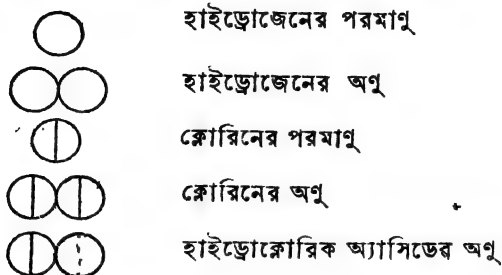 হাইড্রোজেনের পরমাণু
হাইড্রোজেনের অণু
ক্লোরিনের পরমাণু
ক্লোরিনের অণু
হাইড্রোক্লোরিক অ্যাসিডের অণু